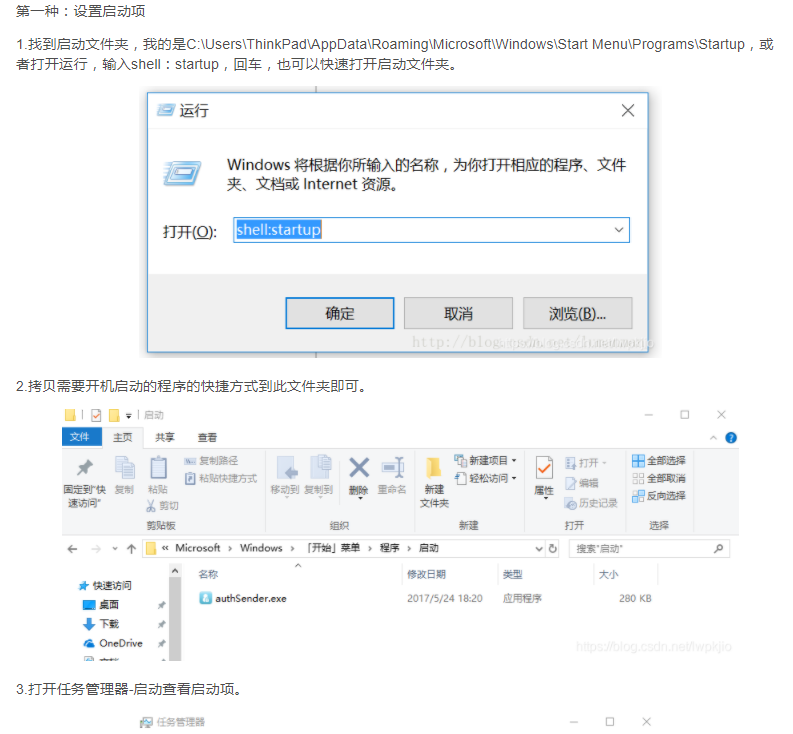 第一种：设置启动项
1.找到启动文件夹，我的是C:\Users\ThinkPad\AppData\Roaming\Microsoft\Windows\Start Menu\Programs\Startup，或
者打开运行，输入shell：startup，回车，也可以快速打开启动文件夹。
运行
Windows 将根据你所输入的名称，为你打开相应的程序、文件
夹、文档或 Internet 资源。
打开(O): shell:startup
确定 取消 浏览(B)...
http://blog.csdn.net/
2.拷贝需要开机启动的程序的快捷方式到此文件夹即可。
启动
文件 主页 共享 查看
固定到“快速访问” 复制 粘贴 复制路径 粘贴快捷方式 剪切 移动到 复制到 删除 重命名 新建文件夹 新建项目 轻松访问 属性 打开 编辑 历史记录 全部选择 全部取消 反向选择
剪贴板 组织 新建 打开 选择
« Microsoft › Windows › 「开始」菜单 › 程序 › 启动 搜索"启动"
名称 修改日期 类型 大小
快速访问
authSender.exe 2017/5/24 18:20 应用程序 280 KB
桌面
下载
OneDrive
https://blog.csdn.net/lwpkjio
3.打开任务管理器-启动查看启动项。
任务管理器